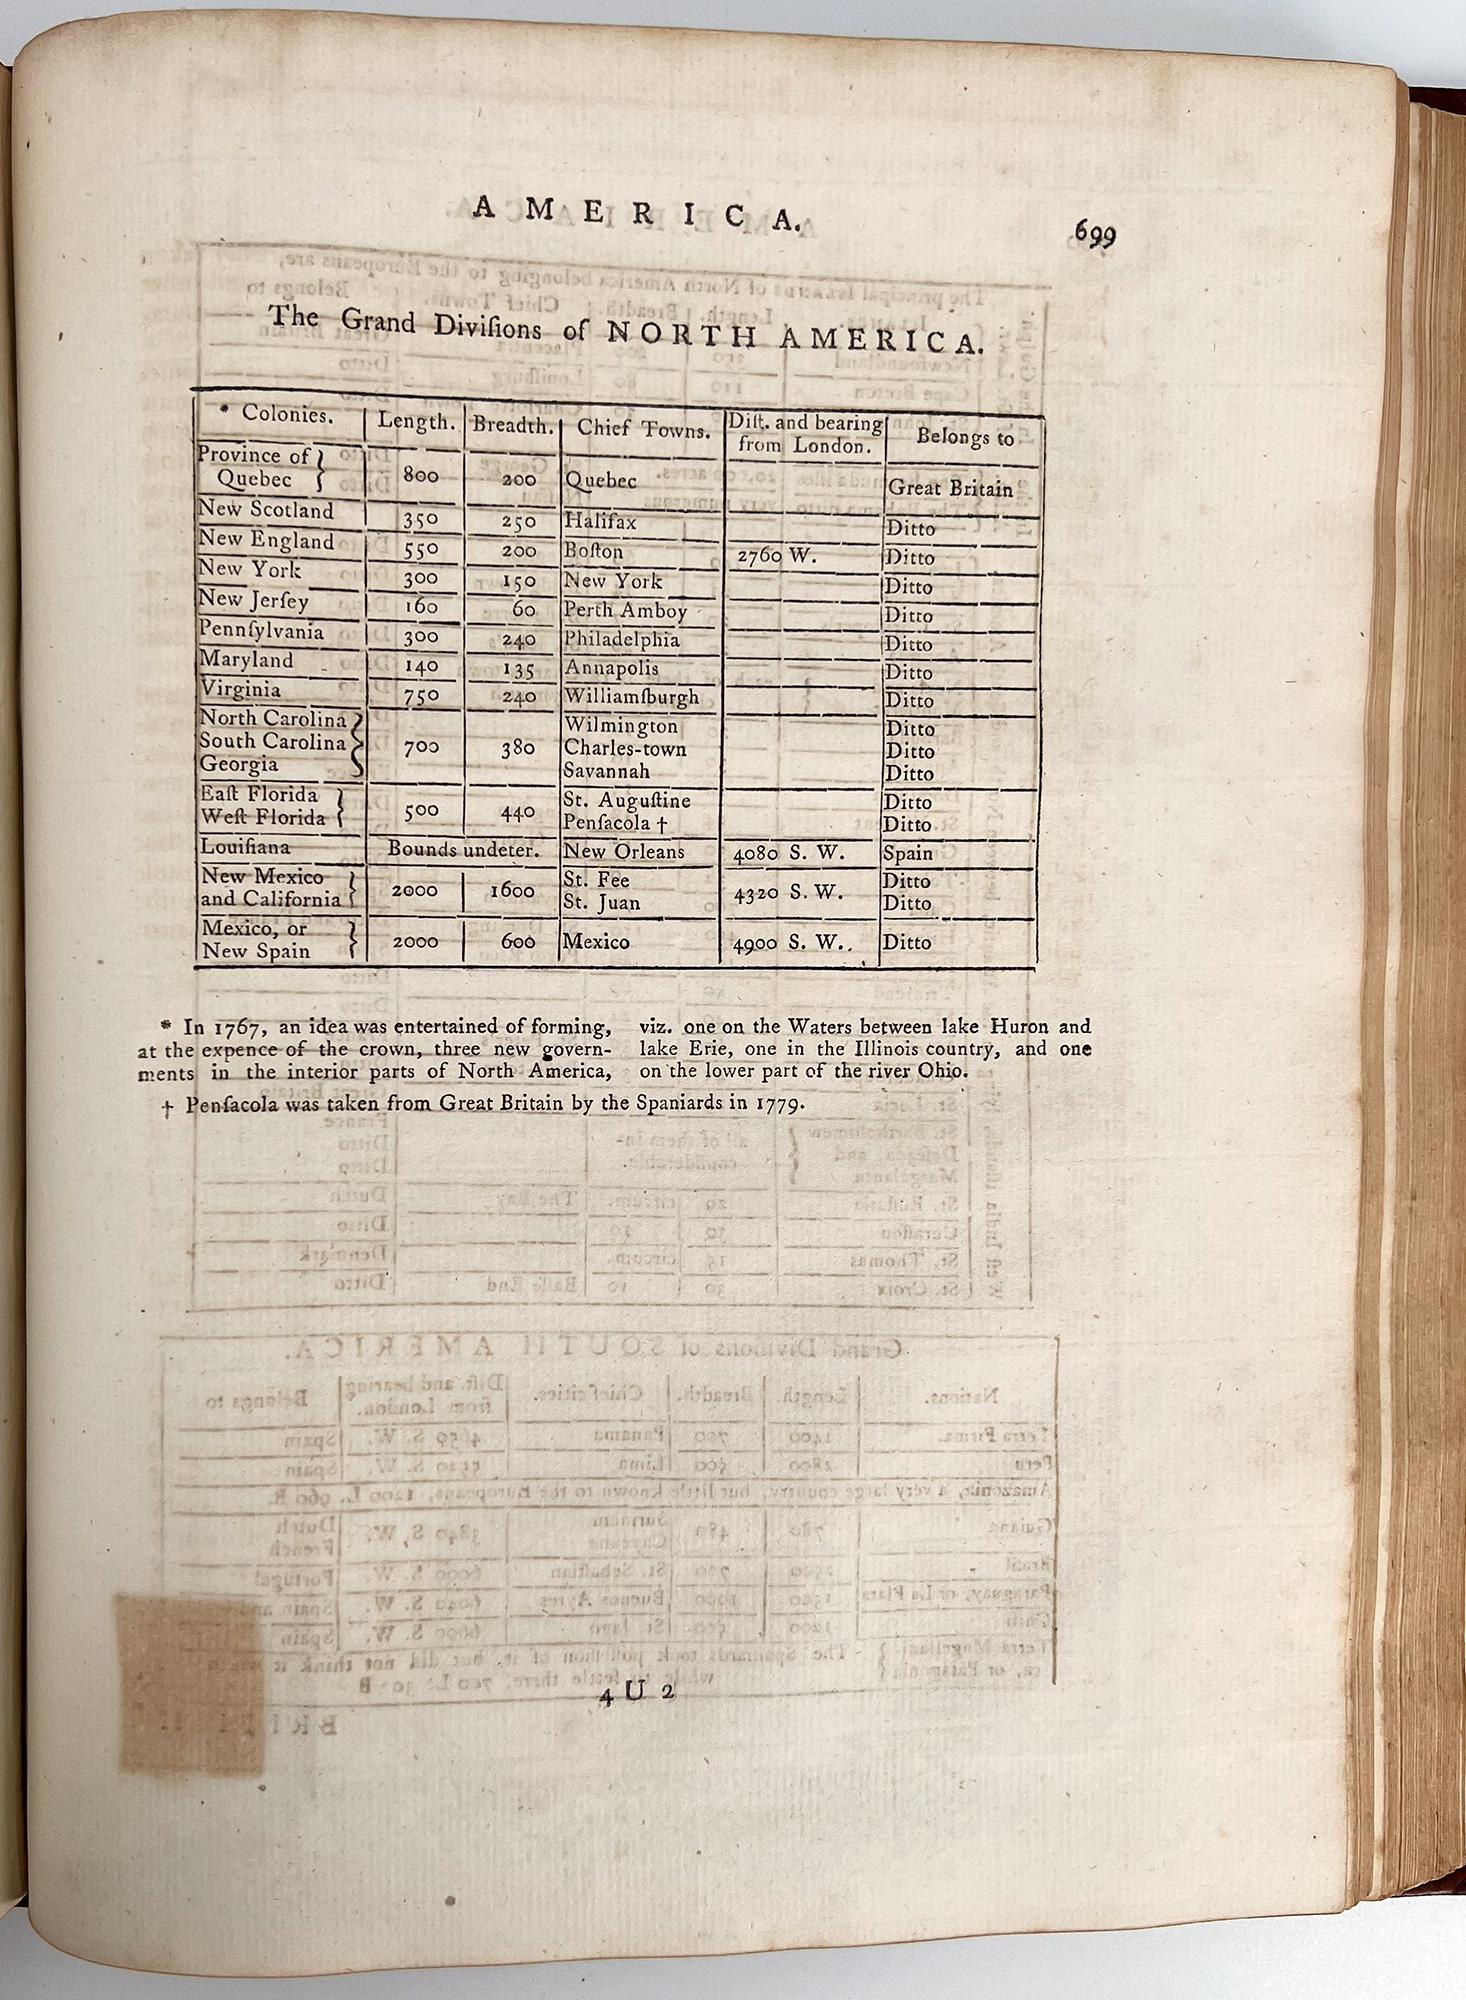 AMERICA.
699
The Grand Diviſions of NORTH AMERICA.
* Colonies. Length. Breadth. Chief Towns. Diſt. and bearing from London. Belongs to
Province of Quebec } 800 200 Quebec Great Britain
New Scotland 350 250 Halifax Ditto
New England 550 200 Boſton 2760 W. Ditto
New York 300 150 New York Ditto
New Jerſey 160 60 Perth Amboy Ditto
Pennſylvania 300 240 Philadelphia Ditto
Maryland 140 135 Annapolis Ditto
Virginia 750 240 Williamſburgh Ditto
North Carolina } Wilmington Ditto
South Carolina } 700 380 Charles-town Ditto
Georgia } Savannah Ditto
Eaſt Florida } 500 440 St. Auguſtine Ditto
Weſt Florida } Penſacola † Ditto
Louiſiana Bounds undeter. New Orleans 4080 S. W. Spain
New Mexico } 2000 1600 St. Fee 4320 S. W. Ditto
and California } St. Juan Ditto
Mexico, or New Spain } 2000 600 Mexico 4900 S. W. Ditto
* In 1767, an idea was entertained of forming,
at the expence of the crown, three new govern-
ments in the interior parts of North America,
viz. one on the Waters between lake Huron and
lake Erie, one in the Illinois country, and one
on the lower part of the river Ohio.
† Penſacola was taken from Great Britain by the Spaniards in 1779.
4 U 2